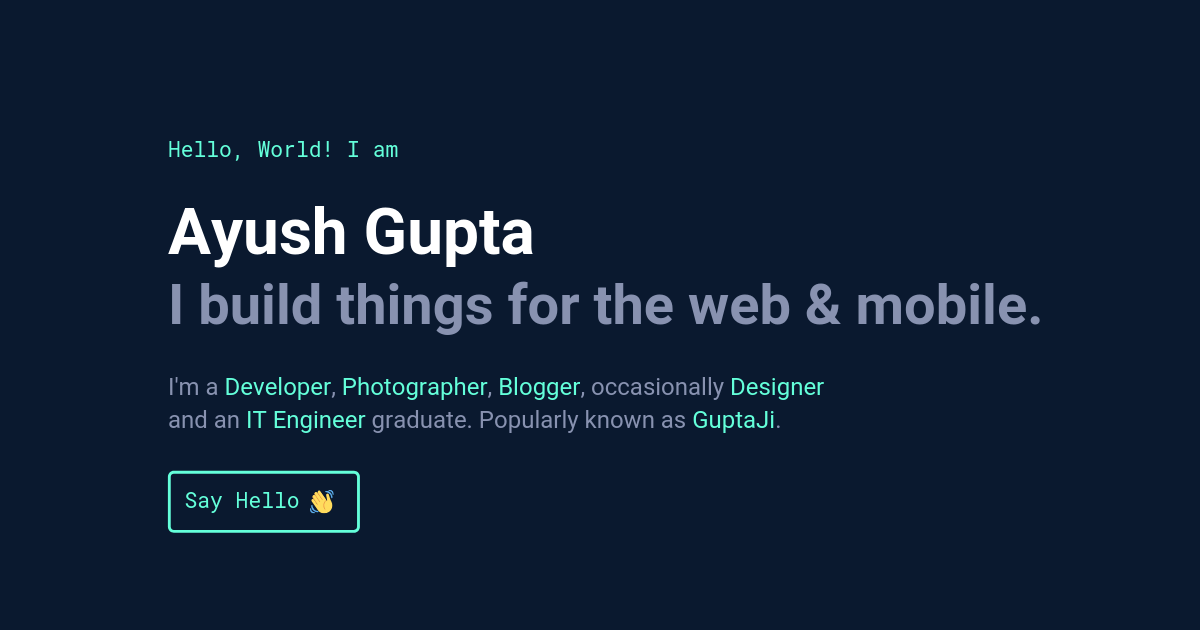 Hello, World! I am
Ayush Gupta
I build things for the web & mobile.
I'm a Developer, Photographer, Blogger, occasionally Designer
and an IT Engineer graduate. Popularly known as GuptaJi.
Say Hello 👋